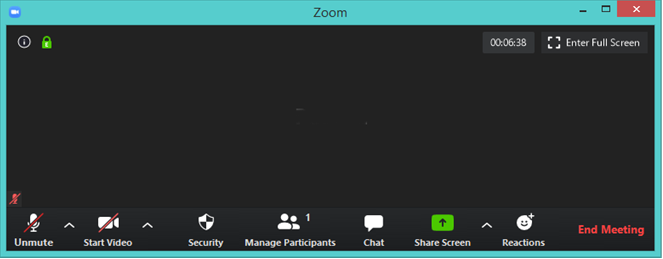 Zoom
00:06:38 Enter Full Screen
Unmute Start Video Security Manage Participants 1 Chat Share Screen Reactions End Meeting